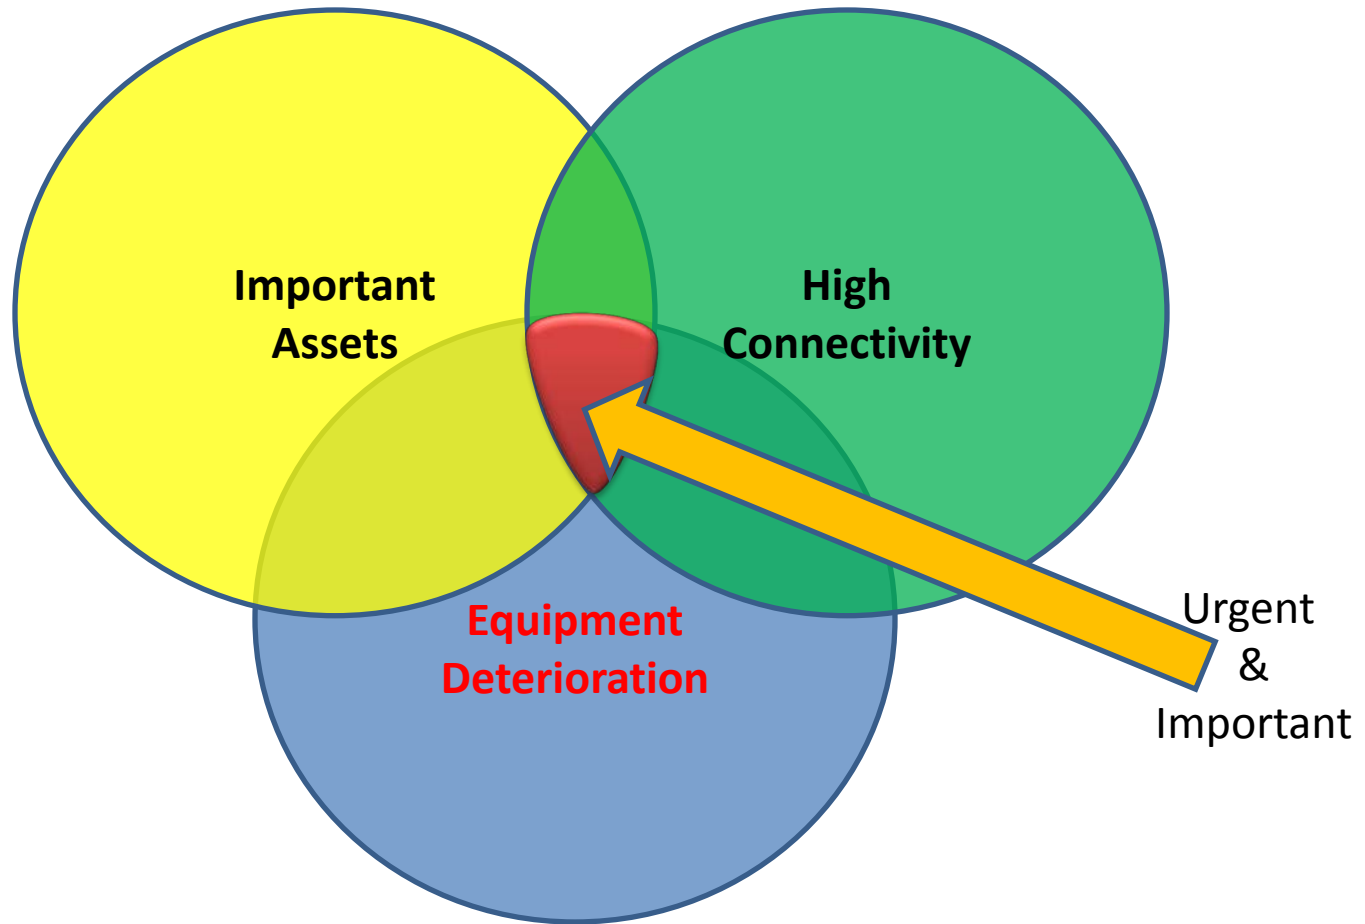 Important
Assets
High
Connectivity
Equipment
Deterioration
Urgent
&
Important